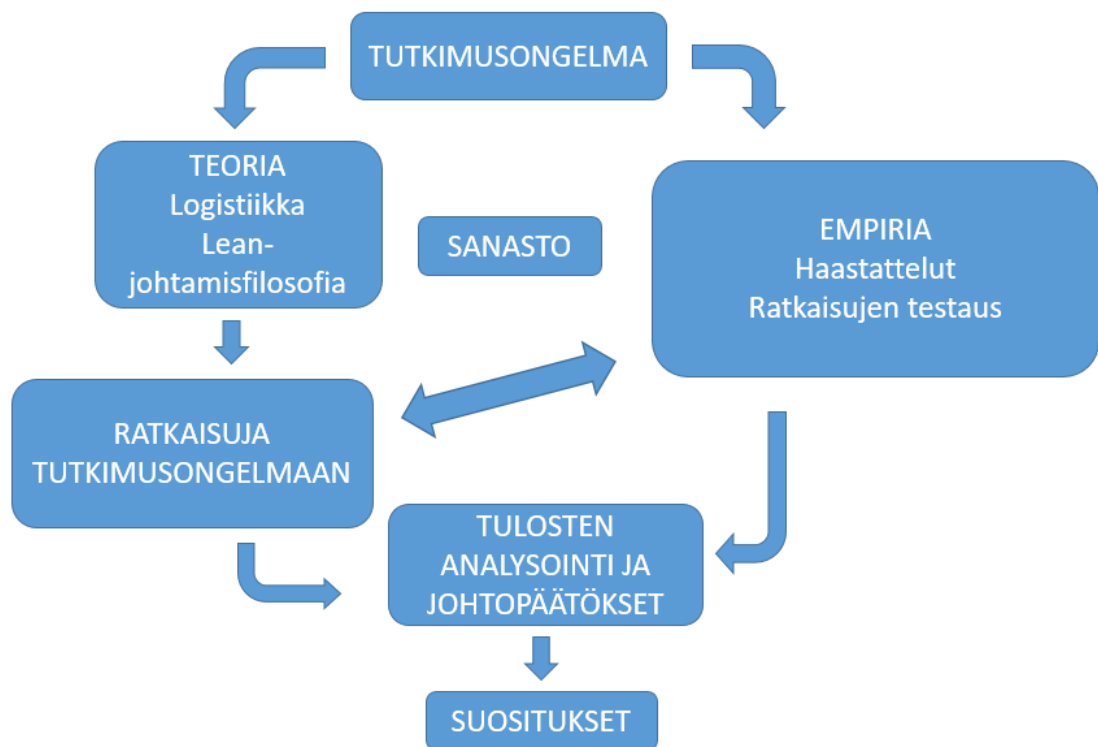 TUTKIMUSONGELMA
TEORIA
Logistiikka
Lean-
johtamisfilosofia
SANASTO
EMPIRIA
Haastattelut
Ratkaisujen testaus
RATKAISUJA
TUTKIMUSONGELMAAN
TULOSTEN
ANALYSOINTI JA
JOHTOPÄÄTÖKSET
SUOSITUKSET